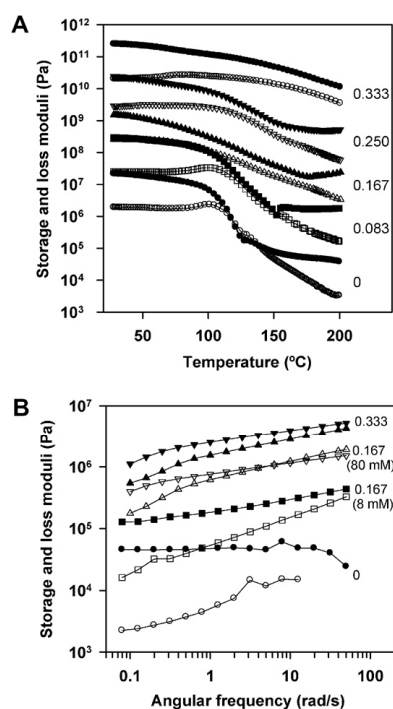 A
Storage and loss moduli (Pa)
10¹²
10¹¹
10¹⁰
10⁹
10⁸
10⁷
10⁶
10⁵
10⁴
10³
0.333
0.250
0.167
0.083
0
50 100 150 200
Temperature (ºC)
B
Storage and loss moduli (Pa)
10⁷
10⁶
10⁵
10⁴
10³
0.333
0.167
(80 mM)
0.167
(8 mM)
0
0.1 1 10 100
Angular frequency (rad/s)